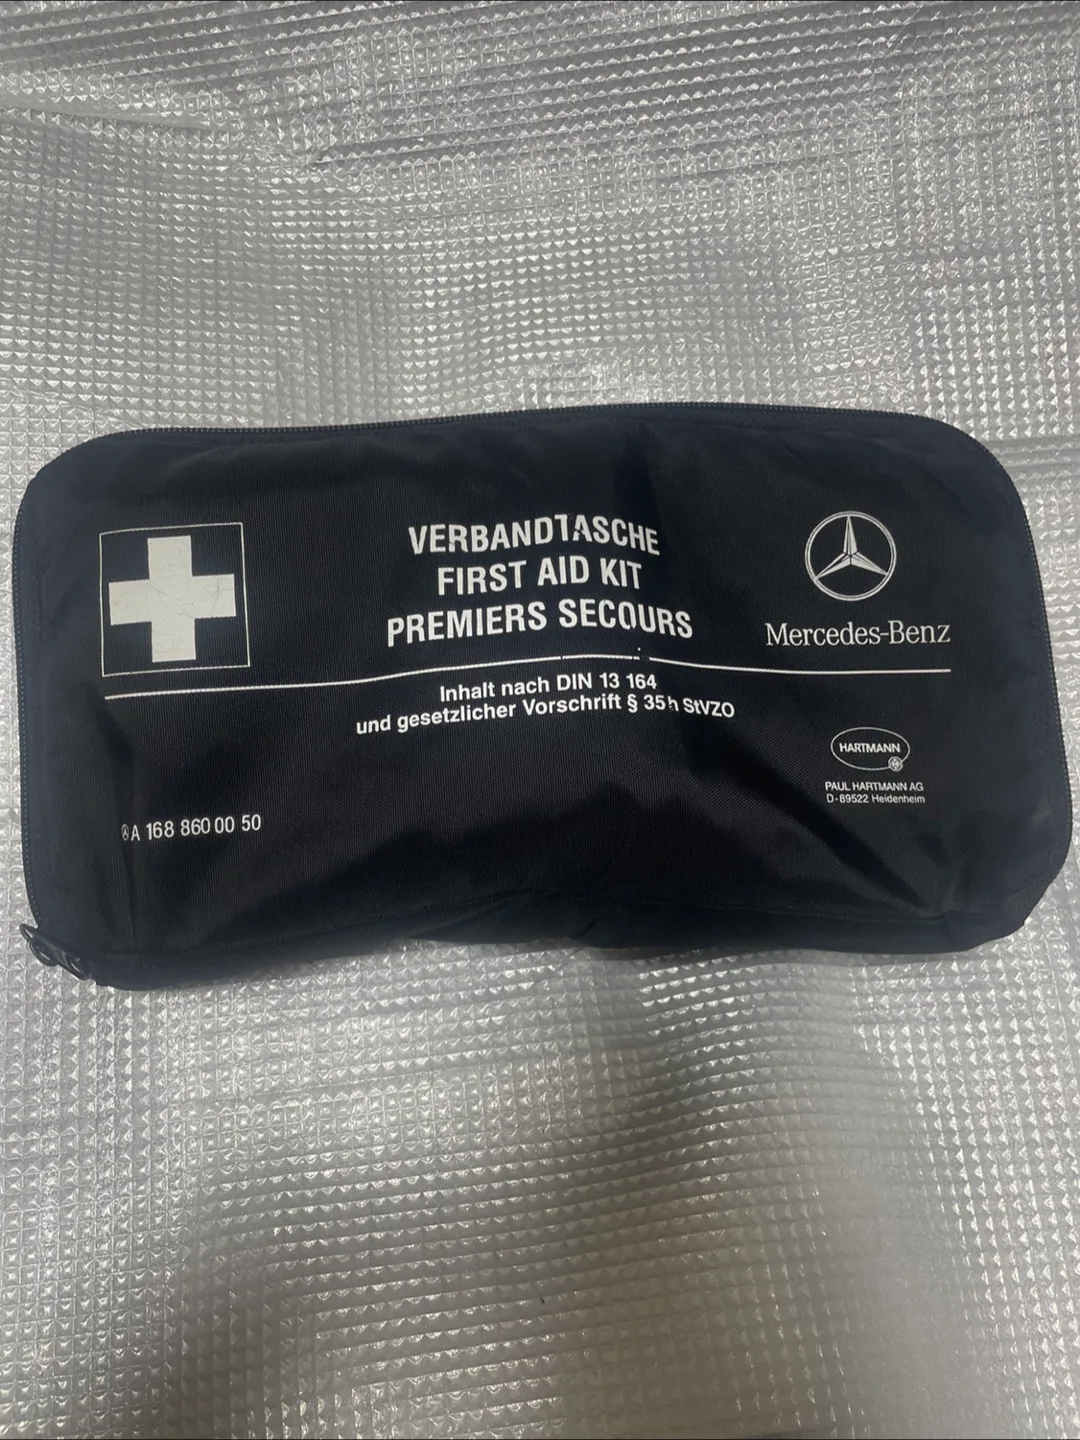 VERBANDTASCHE
FIRST AID KIT
PREMIERS SECOURS
Mercedes-Benz
Inhalt nach DIN 13 164
und gesetzlicher Vorschrift § 35h StVZO
HARTMANN
PAUL HARTMANN AG
D-89522 Heidenheim
A 168 860 00 50